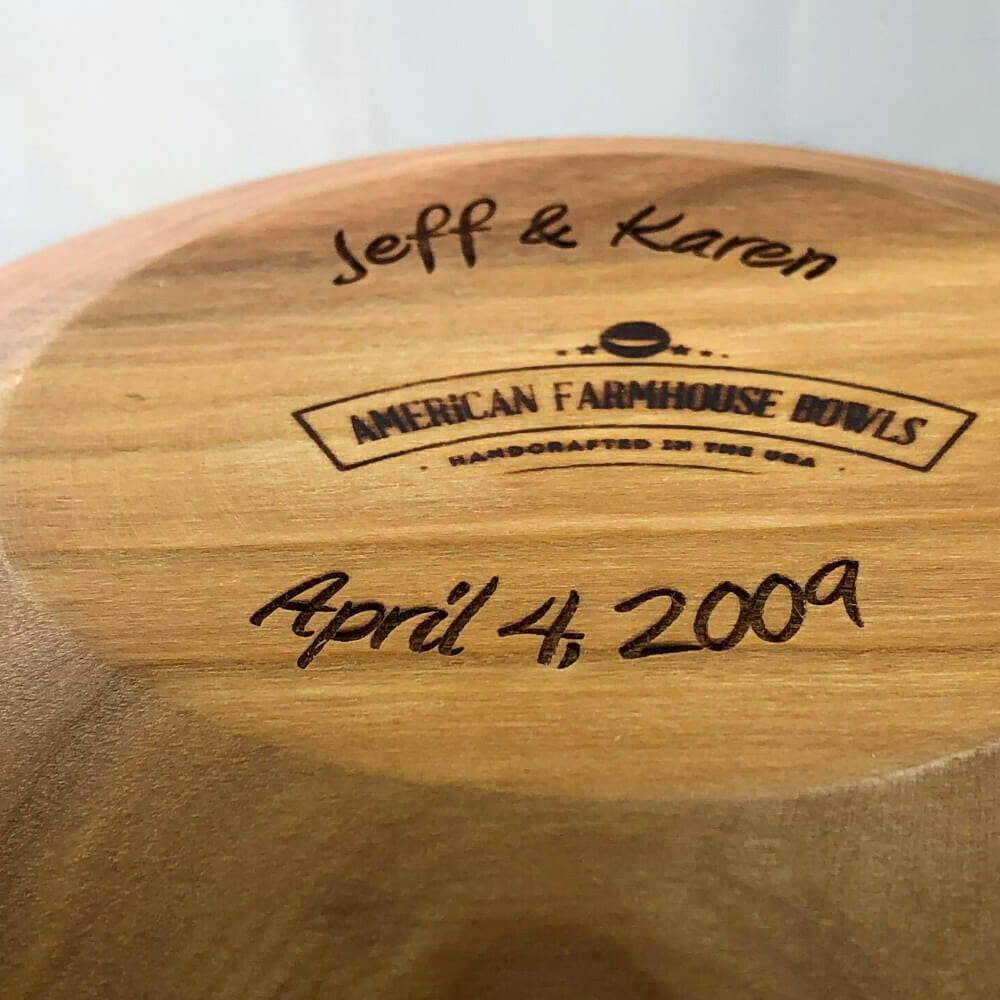 Jeff & Karen
AMERICAN FARMHOUSE BOWLS
HANDCRAFTED IN THE USA
April 4, 2009